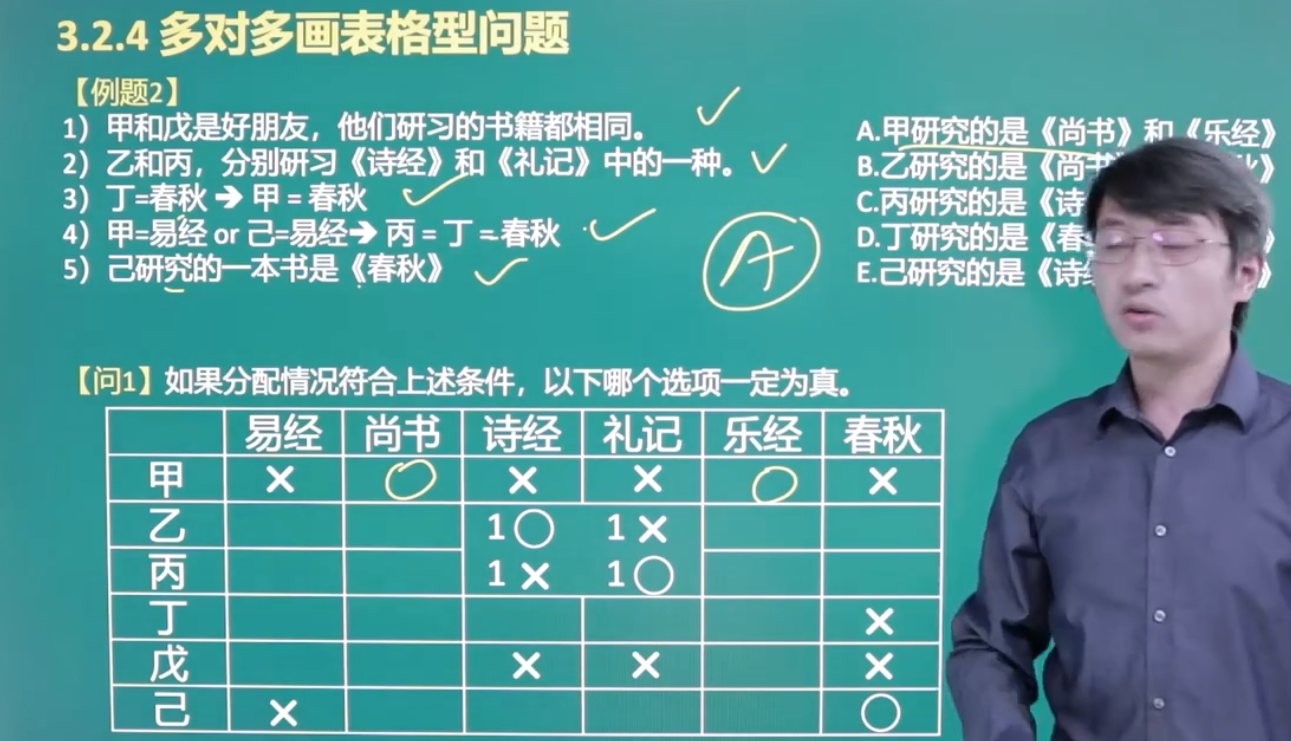 3.2.4 多对多画表格型问题
【例题2】
1）甲和戊是好朋友，他们研习的书籍都相同。
2）乙和丙，分别研习《诗经》和《礼记》中的一种。
3）丁=春秋 ➔ 甲 = 春秋
4）甲=易经 or 己=易经➔ 丙 = 丁 = 春秋
5）己研究的一本书是《春秋》
A
A.甲研究的是《尚书》和《乐经》
B.乙研究的是《尚书
C.丙研究的是《诗
D.丁研究的是《春
E.己研究的是《诗
【问1】如果分配情况符合上述条件，以下哪个选项一定为真。
易经 尚书 诗经 礼记 乐经 春秋
甲 × ○ × × ○ ×
乙 1○ 1×
丙 1× 1○
丁 ×
戊 × × ×
己 × ○